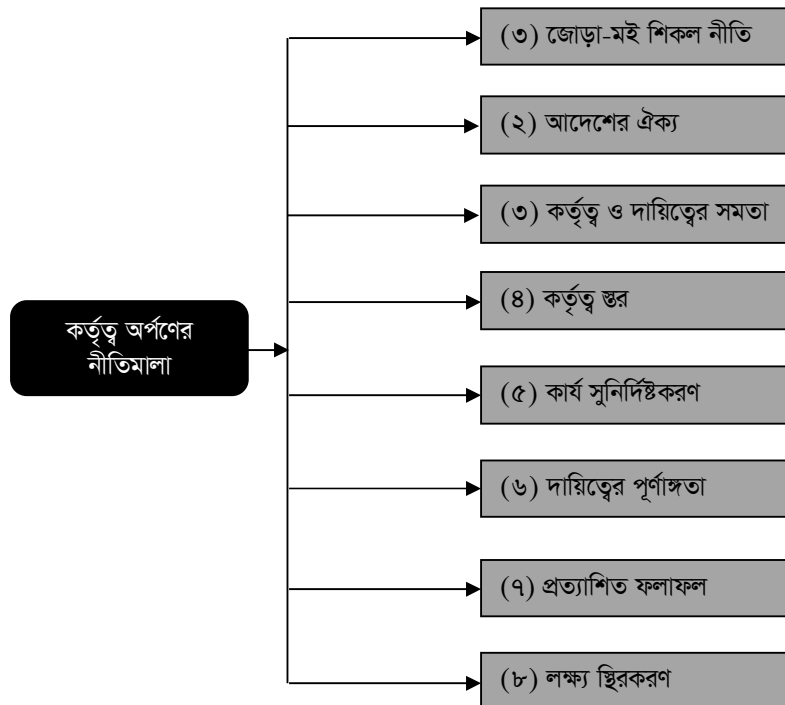 (৩) জোড়া-মই শিকল নীতি
(২) আদেশের ঐক্য
(৩) কর্তৃত্ব ও দায়িত্বের সমতা
(৪) কর্তৃত্ব স্তর
কর্তৃত্ব অর্পণের
নীতিমালা
(৫) কার্য সুনির্দিষ্টকরণ
(৬) দায়িত্বের পূর্ণাঙ্গতা
(৭) প্রত্যাশিত ফলাফল
(৮) লক্ষ্য স্থিরকরণ